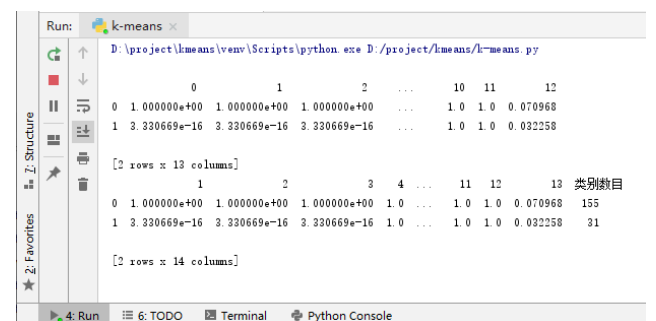 Run: k-means
D:\project\kmeans\venv\Scripts\python.exe D:/project/kmeans/k-means.py
0 1 2 ... 10 11 12
0 1.000000e+00 1.000000e+00 1.000000e+00 ... 1.0 1.0 0.070968
1 3.330669e-16 3.330669e-16 3.330669e-16 ... 1.0 1.0 0.032258
[2 rows x 13 columns]
1 2 3 4 ... 11 12 13 类别数目
0 1.000000e+00 1.000000e+00 1.000000e+00 1.0 ... 1.0 1.0 0.070968 155
1 3.330669e-16 3.330669e-16 3.330669e-16 1.0 ... 1.0 1.0 0.032258 31
[2 rows x 14 columns]
7: Structure
2: Favorites
4: Run 6: TODO Terminal Python Console